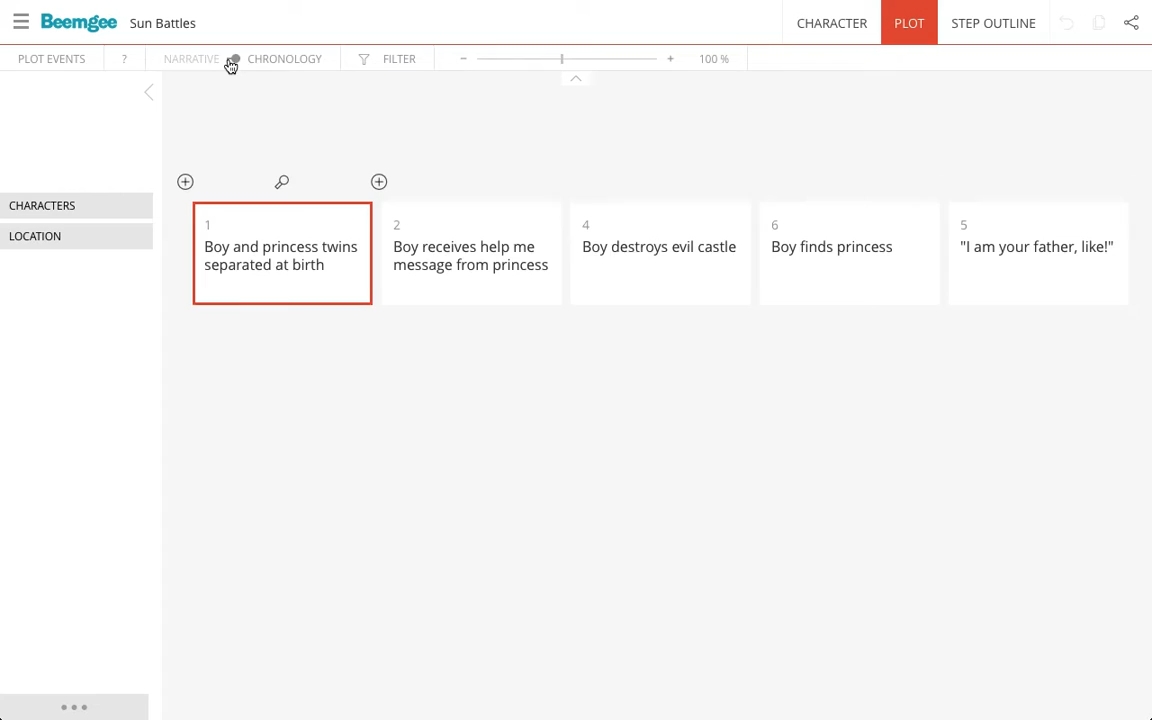 Beemgee Sun Battles CHARACTER PLOT STEP OUTLINE
PLOT EVENTS ? NARRATIVE CHRONOLOGY FILTER − + 100 %
CHARACTERS
LOCATION
1
Boy and princess twins
separated at birth
2
Boy receives help me
message from princess
4
Boy destroys evil castle
6
Boy finds princess
5
"I am your father, like!"